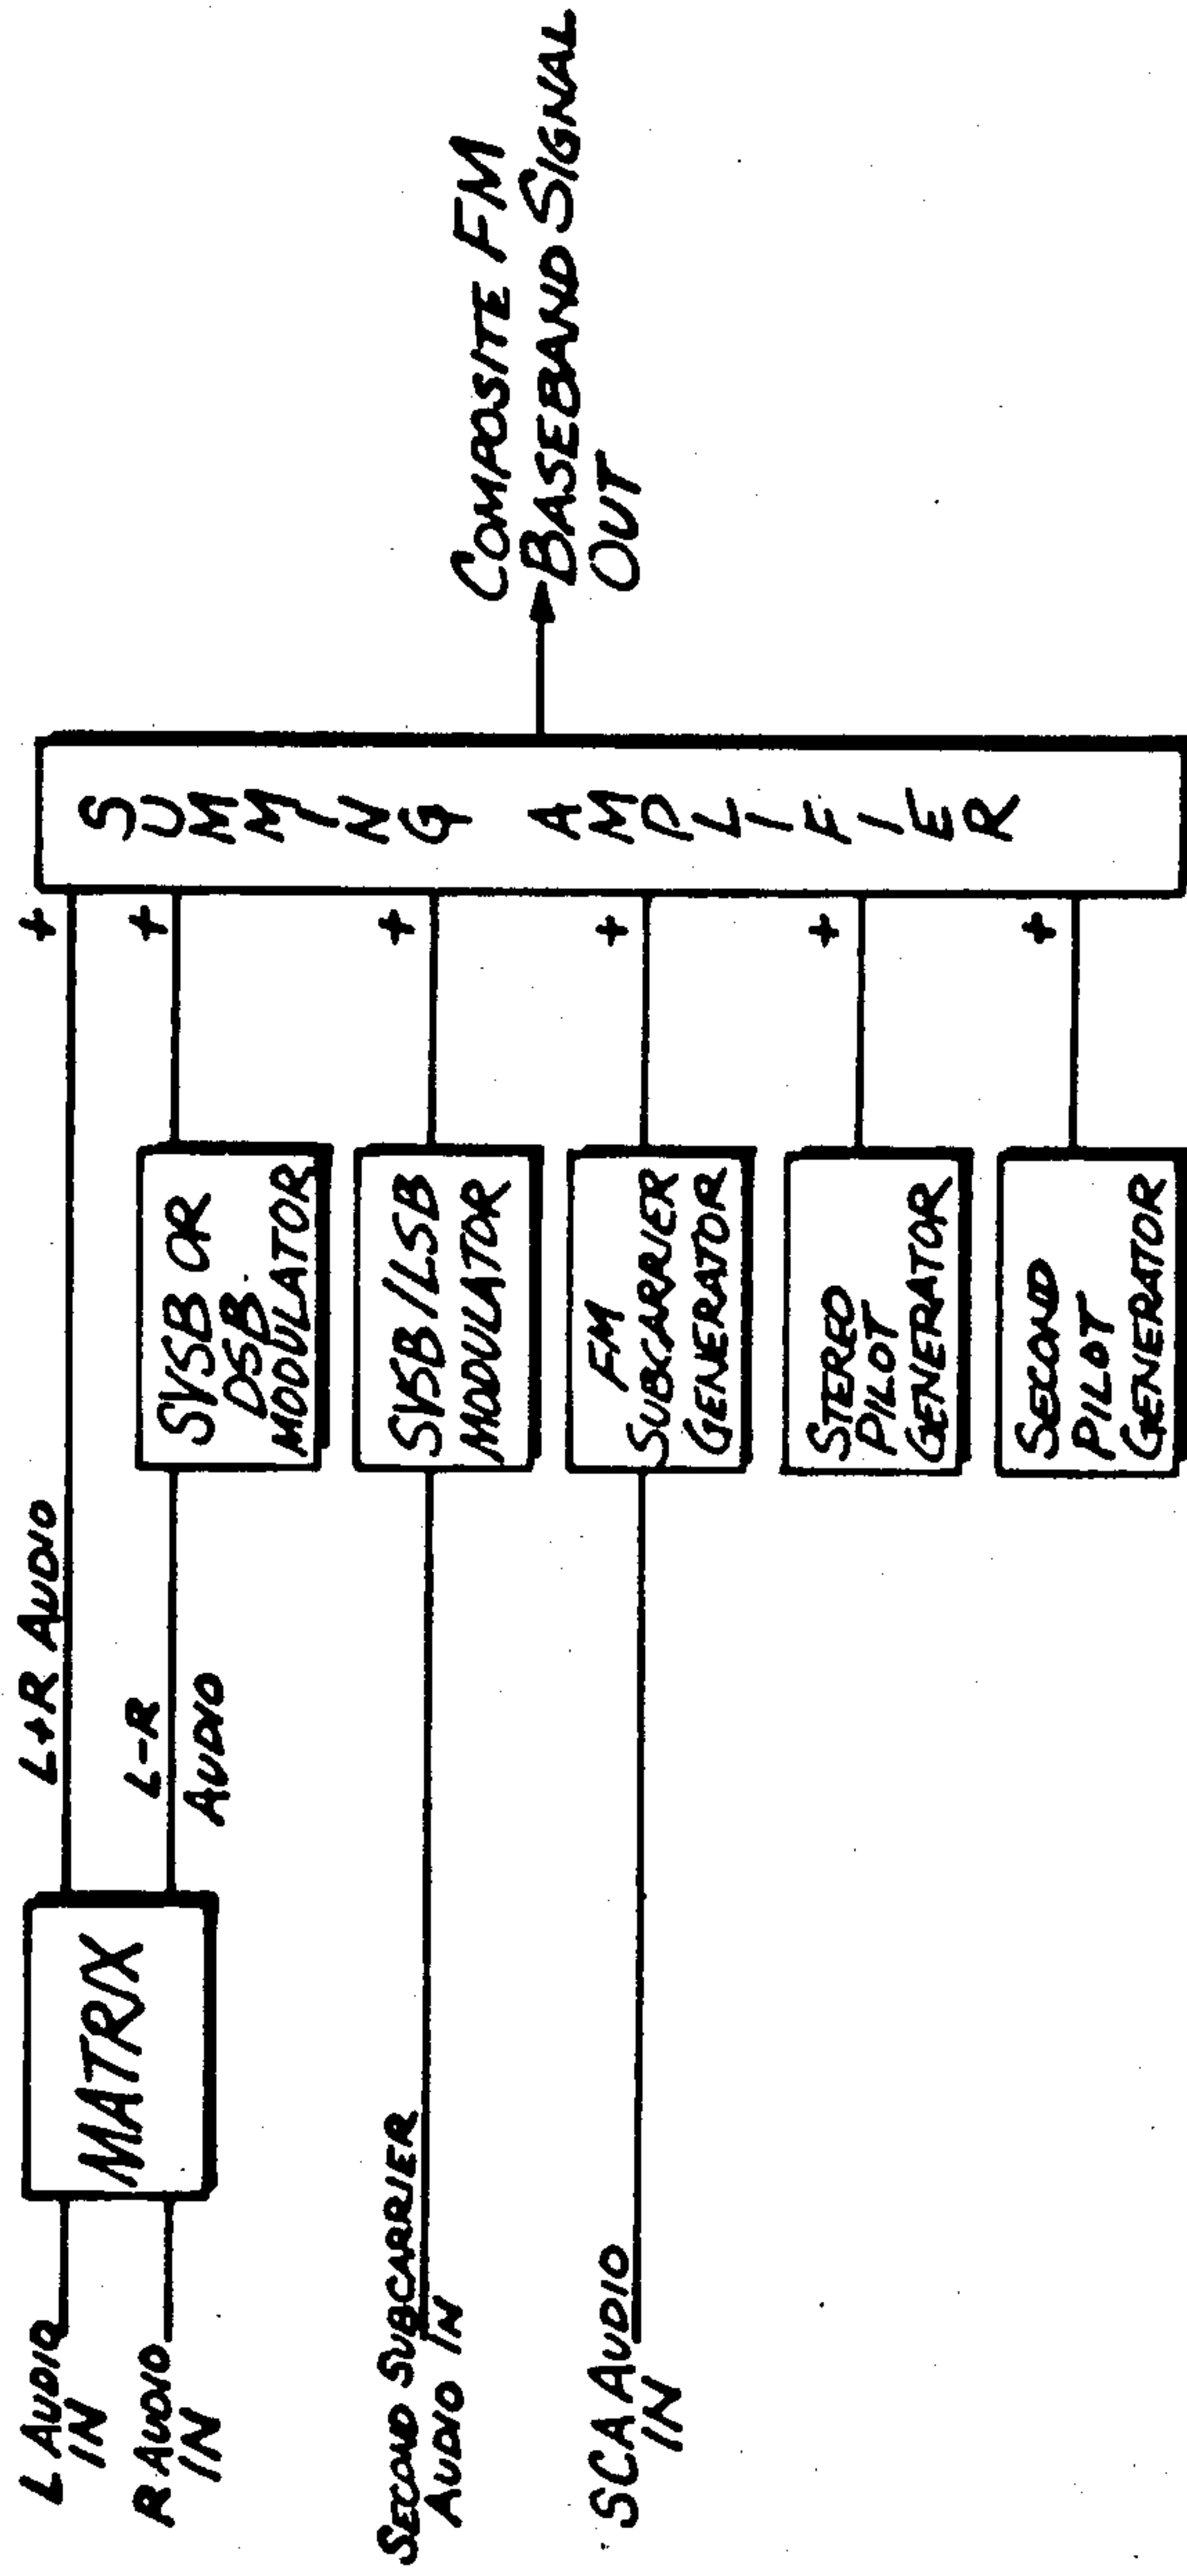 L AUDIO
IN
R AUDIO
IN
MATRIX
L+R AUDIO
L-R
AUDIO
SECOND SUBCARRIER
AUDIO IN
SCA AUDIO
IN
SVSB OR
DSB
MODULATOR
SVSB/LSB
MODULATOR
FM
SUBCARRIER
GENERATOR
STEREO
PILOT
GENERATOR
SECOND
PILOT
GENERATOR
+
+
+
+
+
+
SUMMING AMPLIFIER
COMPOSITE FM
BASEBAND SIGNAL
OUT